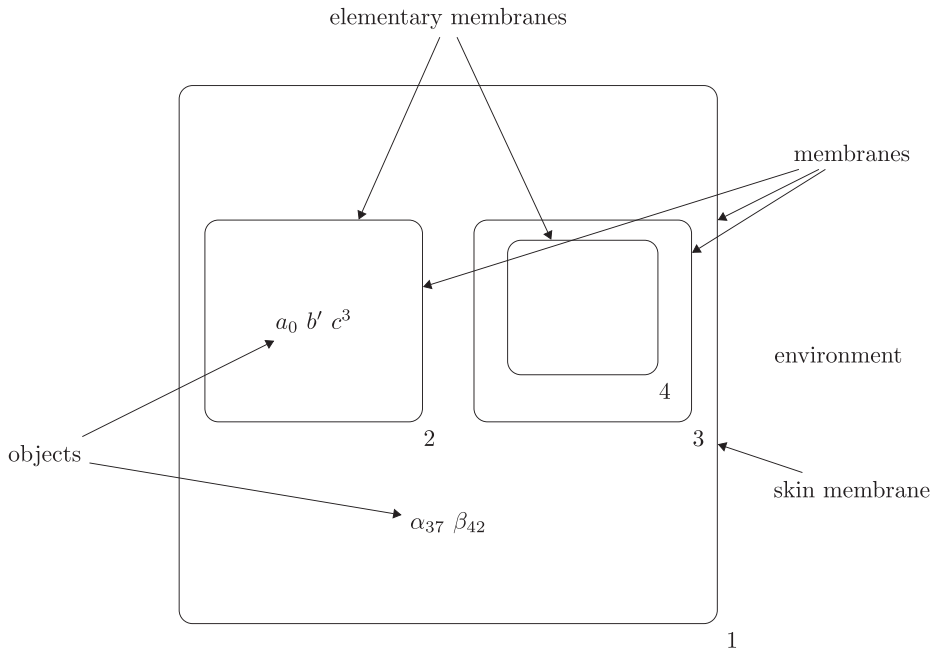 elementary membranes
membranes
a₀ b′ c³
environment
4
2
3
objects
skin membrane
α₃₇ β₄₂
1